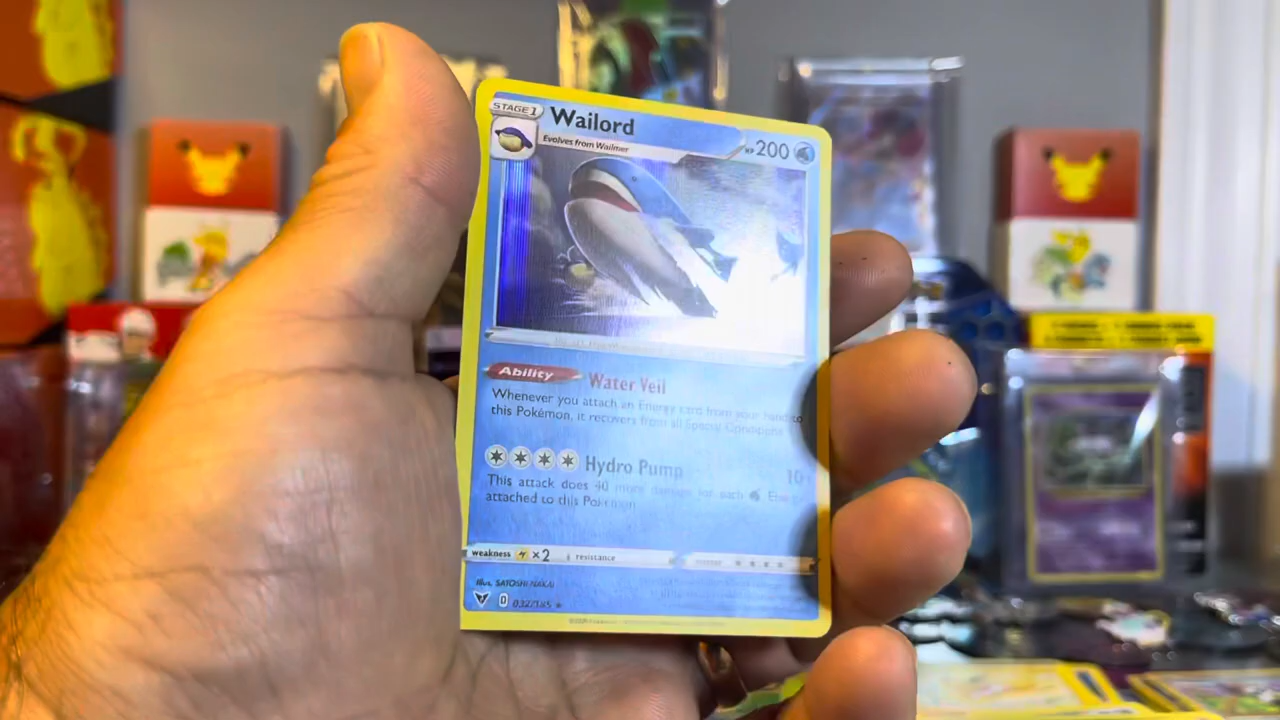 STAGE 1
Wailord
HP 200
Evolves from Wailmer
Ability
Water Veil
Whenever you attach an Energy card from your hand to
this Pokémon, it recovers from all Special Conditions.
Hydro Pump
10
This attack does 40 more damage for each Energy
attached to this Pokémon.
weakness ×2
resistance
Illus. SATOSHI NAKAI
D
032/185